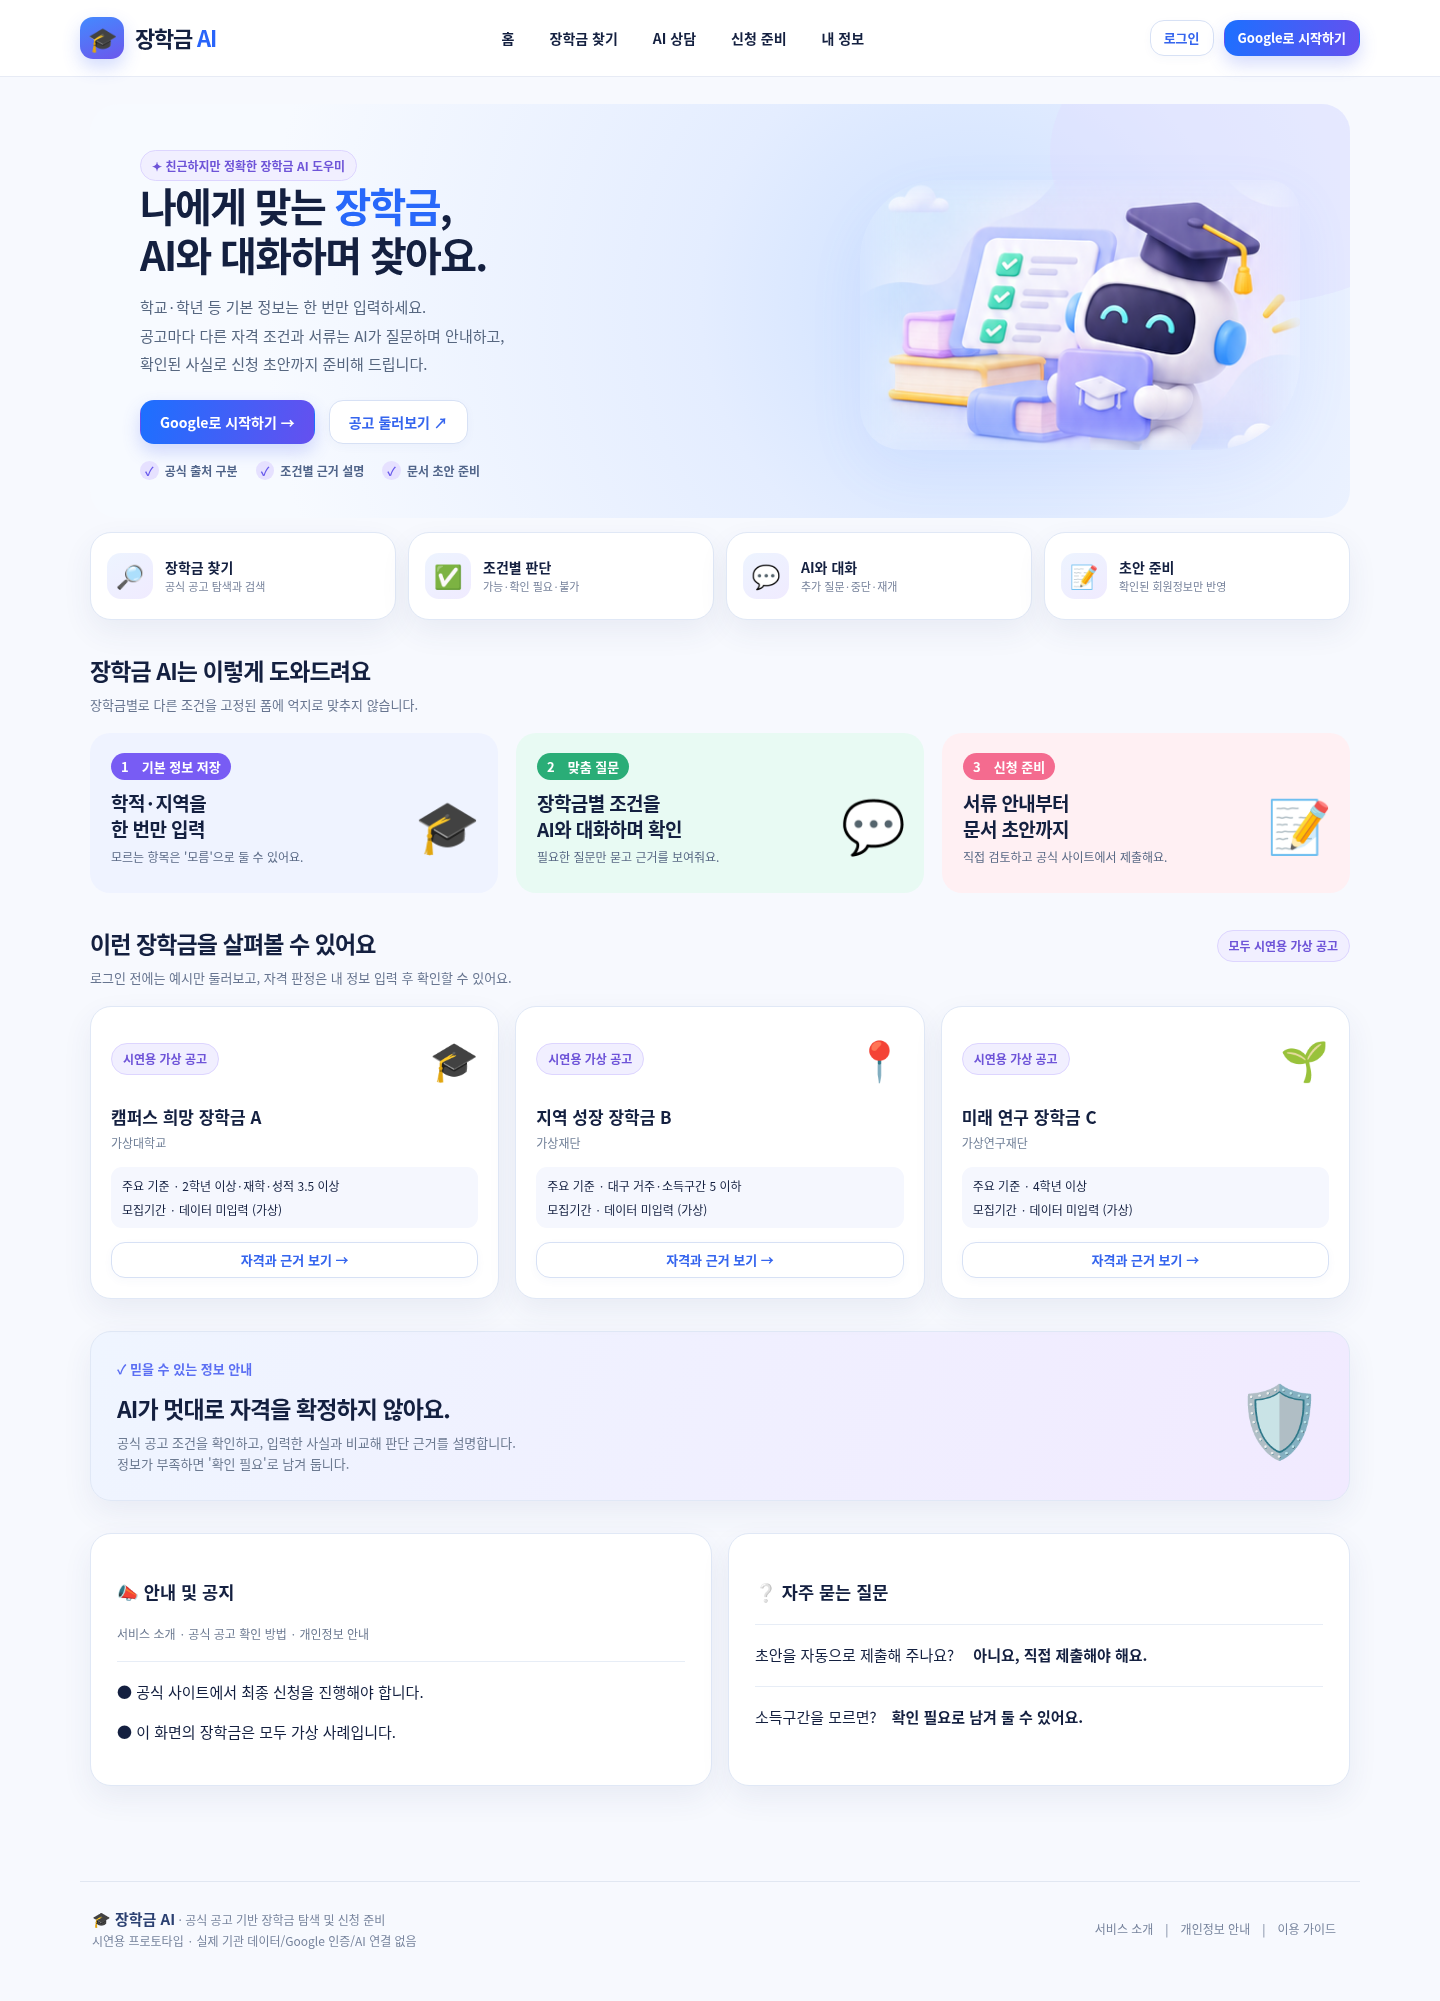 장학금 AI
홈 장학금 찾기 AI 상담 신청 준비 내 정보
로그인 Google로 시작하기
✦ 친근하지만 정확한 장학금 AI 도우미
나에게 맞는 장학금,
AI와 대화하며 찾아요.
학교·학년 등 기본 정보는 한 번만 입력하세요.
공고마다 다른 자격 조건과 서류는 AI가 질문하며 안내하고,
확인된 사실로 신청 초안까지 준비해 드립니다.
Google로 시작하기 →
공고 둘러보기 ↗
✓ 공식 출처 구분 ✓ 조건별 근거 설명 ✓ 문서 초안 준비
장학금 찾기
공식 공고 탐색과 검색
조건별 판단
가능·확인 필요·불가
AI와 대화
추가 질문·중단·재개
초안 준비
확인된 회원정보만 반영
장학금 AI는 이렇게 도와드려요
장학금별로 다른 조건을 고정된 폼에 억지로 맞추지 않습니다.
1 기본 정보 저장
학적·지역을
한 번만 입력
모르는 항목은 '모름'으로 둘 수 있어요.
2 맞춤 질문
장학금별 조건을
AI와 대화하며 확인
필요한 질문만 묻고 근거를 보여줘요.
3 신청 준비
서류 안내부터
문서 초안까지
직접 검토하고 공식 사이트에서 제출해요.
이런 장학금을 살펴볼 수 있어요
모두 시연용 가상 공고
로그인 전에는 예시만 둘러보고, 자격 판정은 내 정보 입력 후 확인할 수 있어요.
시연용 가상 공고
캠퍼스 희망 장학금 A
가상대학교
주요 기준 · 2학년 이상·재학·성적 3.5 이상
모집기간 · 데이터 미입력 (가상)
자격과 근거 보기 →
시연용 가상 공고
지역 성장 장학금 B
가상재단
주요 기준 · 대구 거주·소득구간 5 이하
모집기간 · 데이터 미입력 (가상)
자격과 근거 보기 →
시연용 가상 공고
미래 연구 장학금 C
가상연구재단
주요 기준 · 4학년 이상
모집기간 · 데이터 미입력 (가상)
자격과 근거 보기 →
✓ 믿을 수 있는 정보 안내
AI가 멋대로 자격을 확정하지 않아요.
공식 공고 조건을 확인하고, 입력한 사실과 비교해 판단 근거를 설명합니다.
정보가 부족하면 '확인 필요'로 남겨 둡니다.
📣 안내 및 공지
서비스 소개 · 공식 공고 확인 방법 · 개인정보 안내
● 공식 사이트에서 최종 신청을 진행해야 합니다.
● 이 화면의 장학금은 모두 가상 사례입니다.
❔ 자주 묻는 질문
초안을 자동으로 제출해 주나요? 아니요, 직접 제출해야 해요.
소득구간을 모르면? 확인 필요로 남겨 둘 수 있어요.
🎓 장학금 AI · 공식 공고 기반 장학금 탐색 및 신청 준비
시연용 프로토타입 · 실제 기관 데이터/Google 인증/AI 연결 없음
서비스 소개 | 개인정보 안내 | 이용 가이드